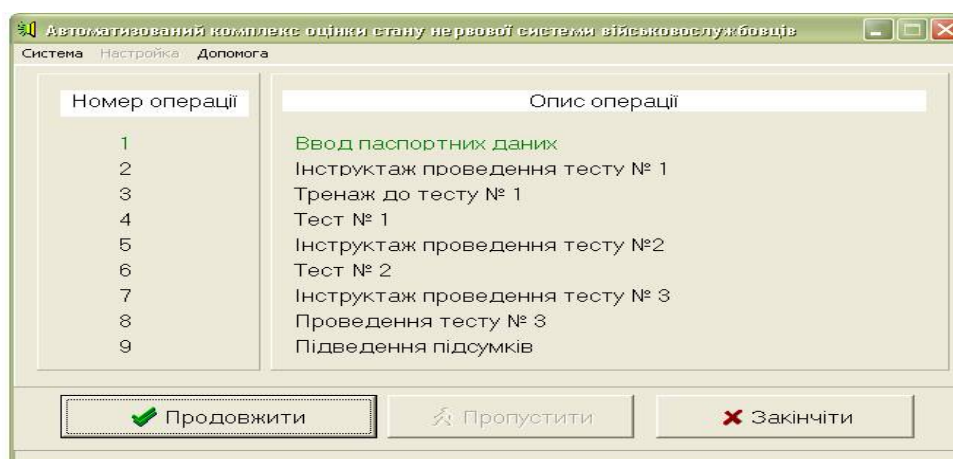 Автоматизований комплекс оцінки стану нервової системи військовослужбовців
Система Настройка Допомога
Номер операції Опис операції
1 Ввод паспортних даних
2 Інструктаж проведення тесту № 1
3 Тренаж до тесту № 1
4 Тест № 1
5 Інструктаж проведення тесту №2
6 Тест № 2
7 Інструктаж проведення тесту № 3
8 Проведення тесту № 3
9 Підведення підсумків
Продовжити Пропустити Закінчіти